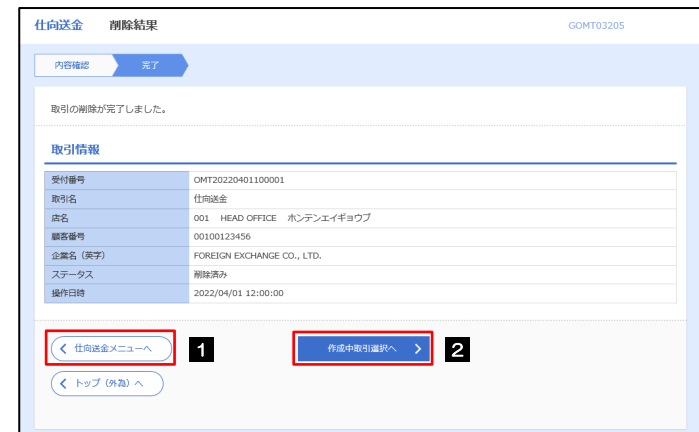 仕向送金 削除結果 GOMT03205
内容確認 完了
取引の削除が完了しました。
取引情報
受付番号 OMT20220401100001
取引名 仕向送金
店名 001 HEAD OFFICE ホンテンエイギョウブ
顧客番号 00100123456
企業名（英字） FOREIGN EXCHANGE CO., LTD.
ステータス 削除済み
操作日時 2022/04/01 12:00:00
仕向送金メニューへ 1 作成中取引選択へ 2
トップ（外為）へ